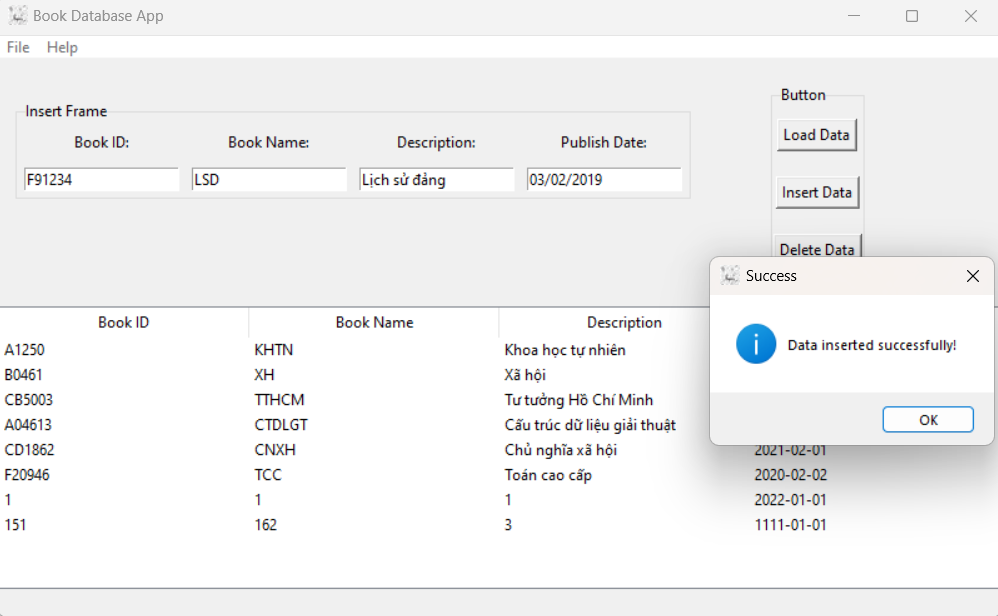 Book Database App
File Help
Insert Frame
Book ID: Book Name: Description: Publish Date:
F91234 LSD Lịch sử đảng 03/02/2019
Button
Load Data
Insert Data
Delete Data
Success
Data inserted successfully!
OK
Book ID Book Name Description
A1250 KHTN Khoa học tự nhiên
B0461 XH Xã hội
CB5003 TTHCM Tư tưởng Hồ Chí Minh
A04613 CTDLGT Cấu trúc dữ liệu giải thuật
CD1862 CNXH Chủ nghĩa xã hội 2021-02-01
F20946 TCC Toán cao cấp 2020-02-02
1 1 1 2022-01-01
151 162 3 1111-01-01